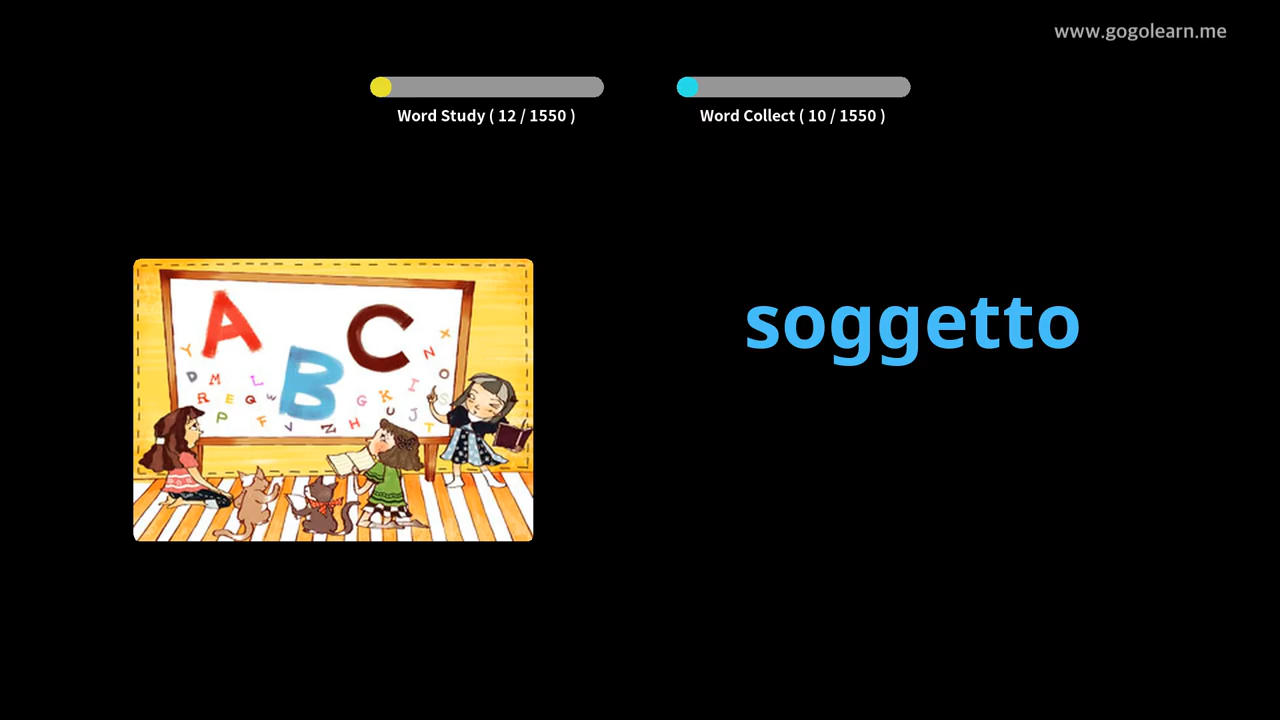 www.gogolearn.me
Word Study ( 12 / 1550 )
Word Collect ( 10 / 1550 )
soggetto
A
C
B
Y
X
N
D M L
O
I
R E Q W
G K
S
P F V Z H U J T